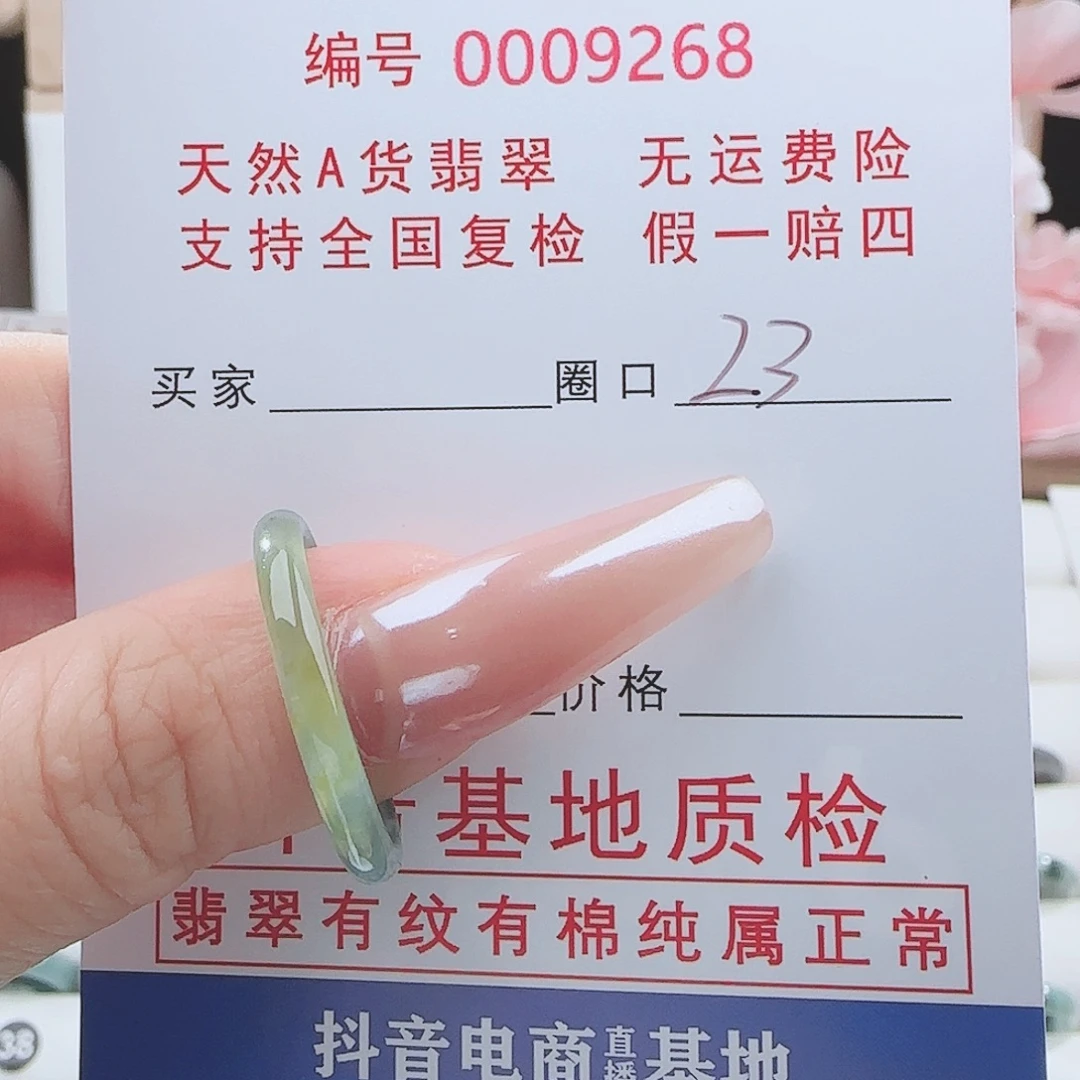 编号 0009268
天然A货翡翠 无运费险
支持全国复检 假一赔四
买家 圈口 23
价格
基地质检
翡翠有纹有棉纯属正常
抖音电商直播基地
38